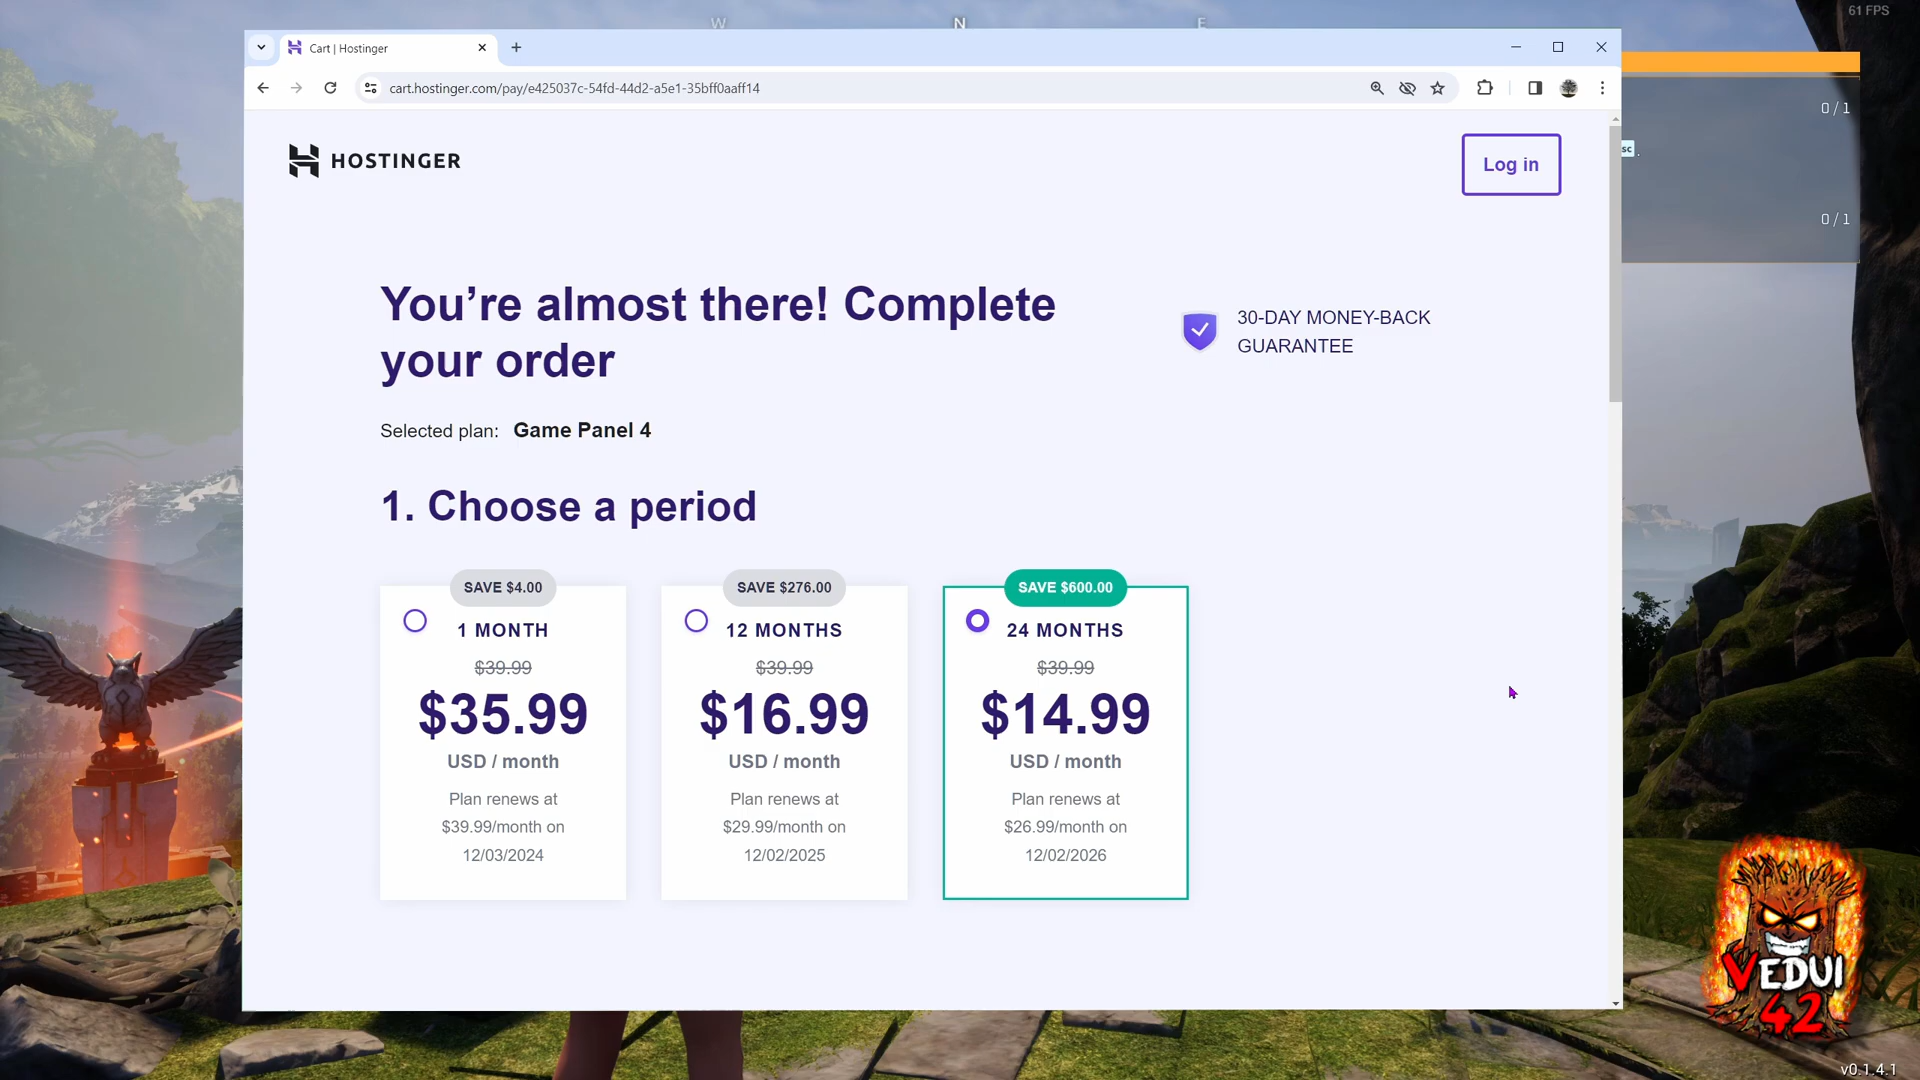 W N E
61 FPS
Cart | Hostinger
cart.hostinger.com/pay/e425037c-54fd-44d2-a5e1-35bff0aaff14
0 / 1
sc .
0 / 1
HOSTINGER
Log in
You’re almost there! Complete
your order
30-DAY MONEY-BACK
GUARANTEE
Selected plan: Game Panel 4
1. Choose a period
SAVE $4.00
1 MONTH
$39.99
$35.99
USD / month
Plan renews at
$39.99/month on
12/03/2024
SAVE $276.00
12 MONTHS
$39.99
$16.99
USD / month
Plan renews at
$29.99/month on
12/02/2025
SAVE $600.00
24 MONTHS
$39.99
$14.99
USD / month
Plan renews at
$26.99/month on
12/02/2026
VEDUI
42
v0.1.4.1